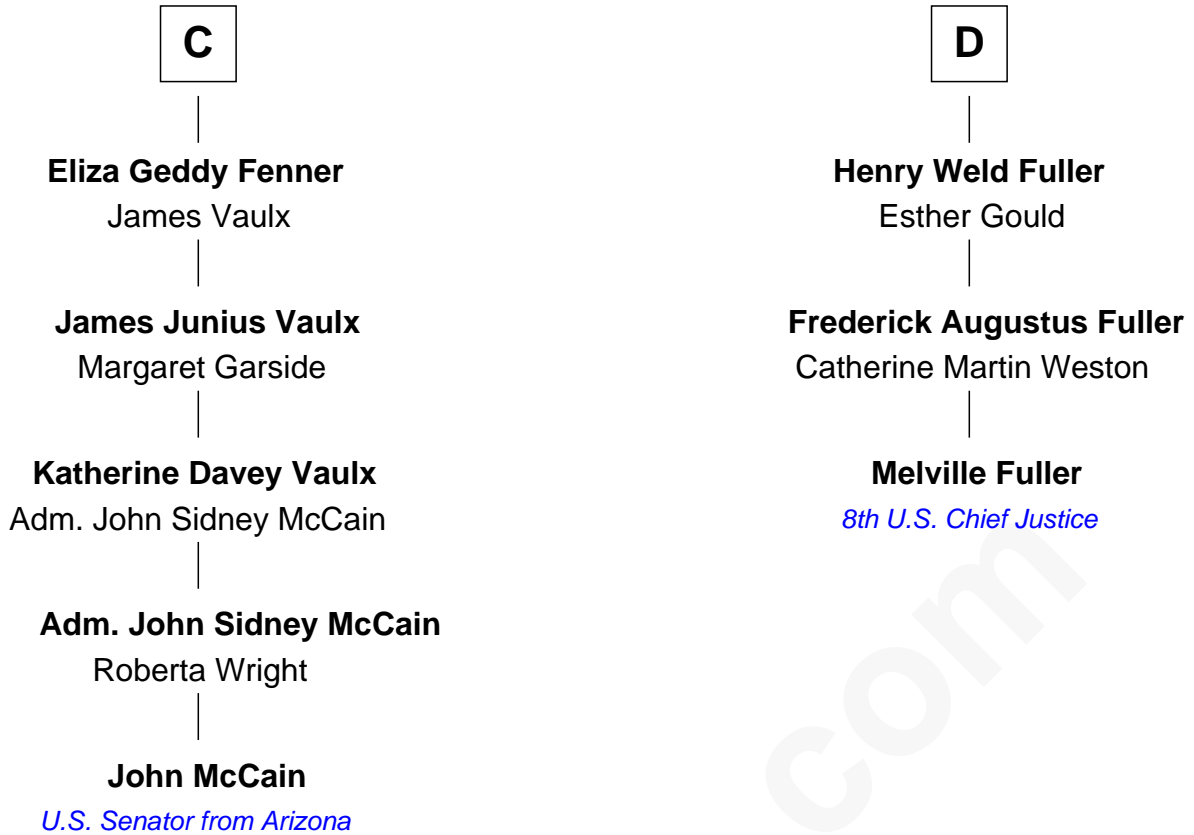 C
Eliza Geddy Fenner
James Vaulx
James Junius Vaulx
Margaret Garside
Katherine Davey Vaulx
Adm. John Sidney McCain
Adm. John Sidney McCain
Roberta Wright
John McCain
U.S. Senator from Arizona
D
Henry Weld Fuller
Esther Gould
Frederick Augustus Fuller
Catherine Martin Weston
Melville Fuller
8th U.S. Chief Justice
com